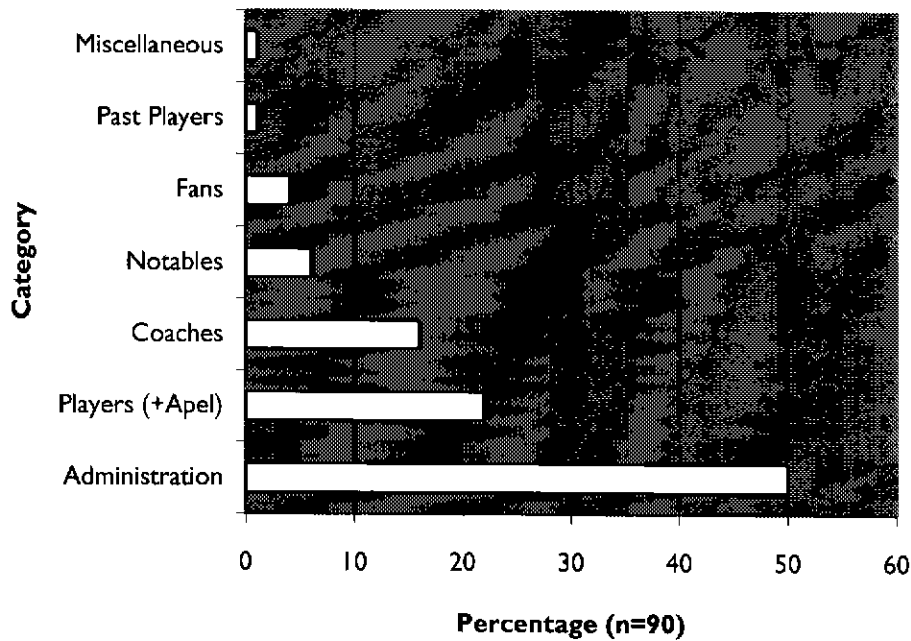 Miscellaneous
Past Players
Fans
Notables
Coaches
Players (+Apel)
Administration
Category
0 10 20 30 40 50 60
Percentage (n=90)